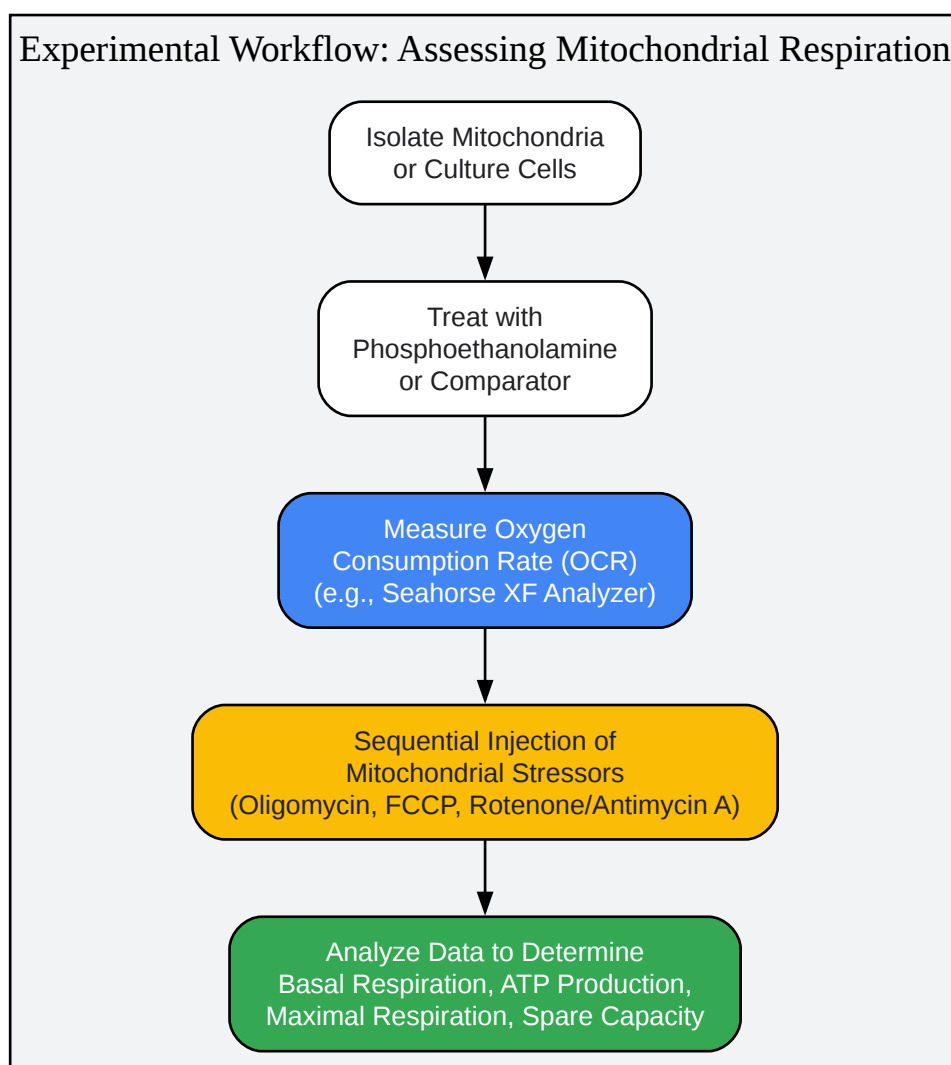 Experimental Workflow: Assessing Mitochondrial Respiration
Isolate Mitochondria
or Culture Cells
Treat with
Phosphoethanolamine
or Comparator
Measure Oxygen
Consumption Rate (OCR)
(e.g., Seahorse XF Analyzer)
Sequential Injection of
Mitochondrial Stressors
(Oligomycin, FCCP, Rotenone/Antimycin A)
Analyze Data to Determine
Basal Respiration, ATP Production,
Maximal Respiration, Spare Capacity